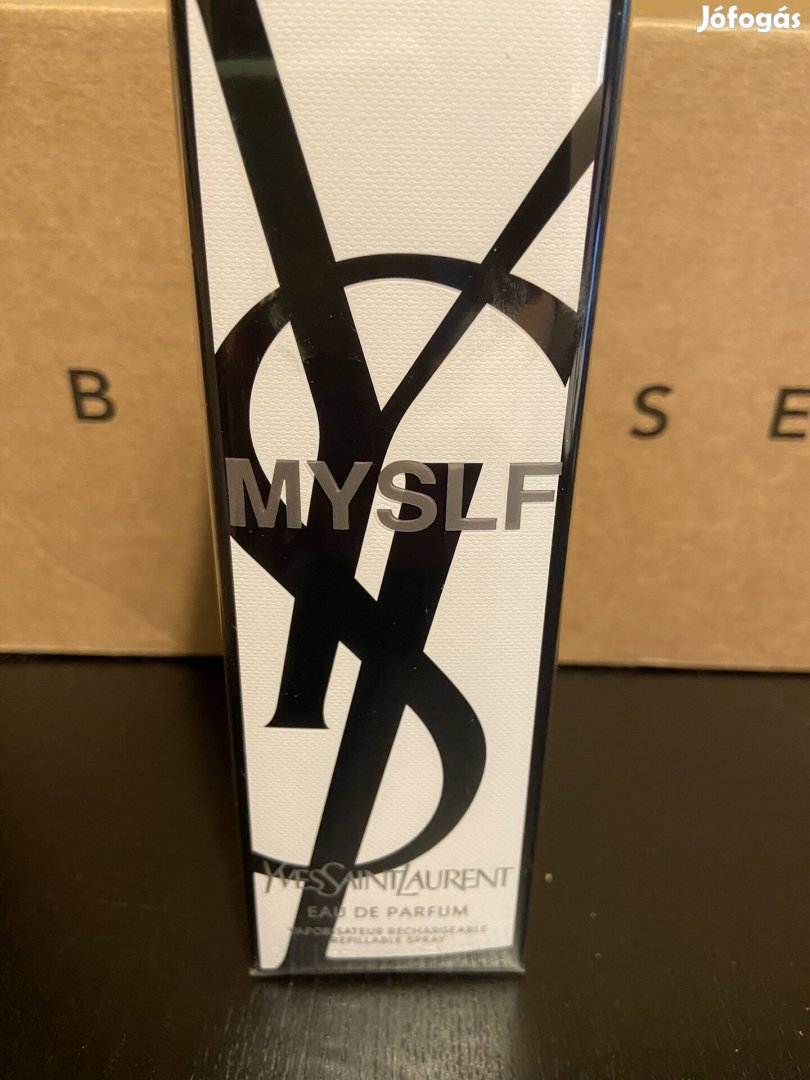 Jófogás
B
S E
MYSLF
YVESSAINTLAURENT
EAU DE PARFUM
VAPORISATEUR RECHARGEABLE
REFILLABLE SPRAY